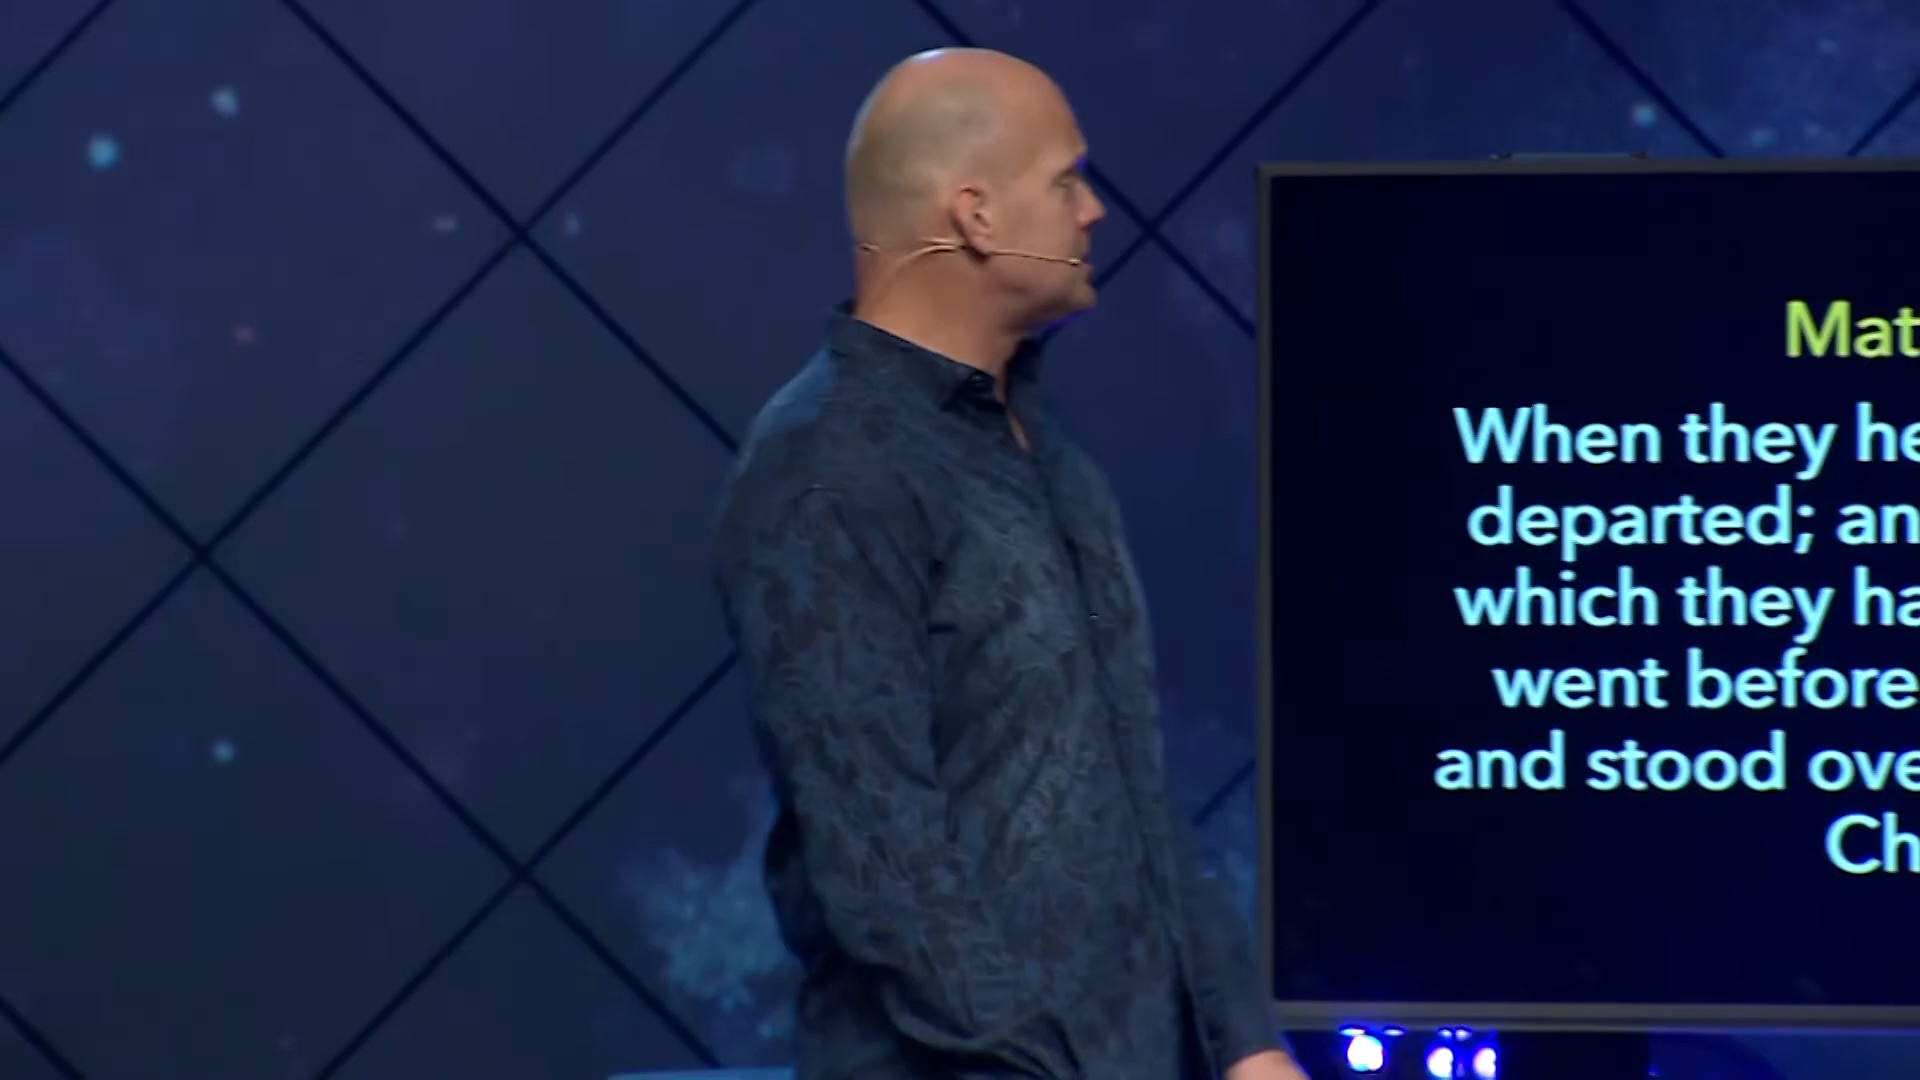 Mat
When they he
departed; an
which they ha
went before
and stood ove
Ch